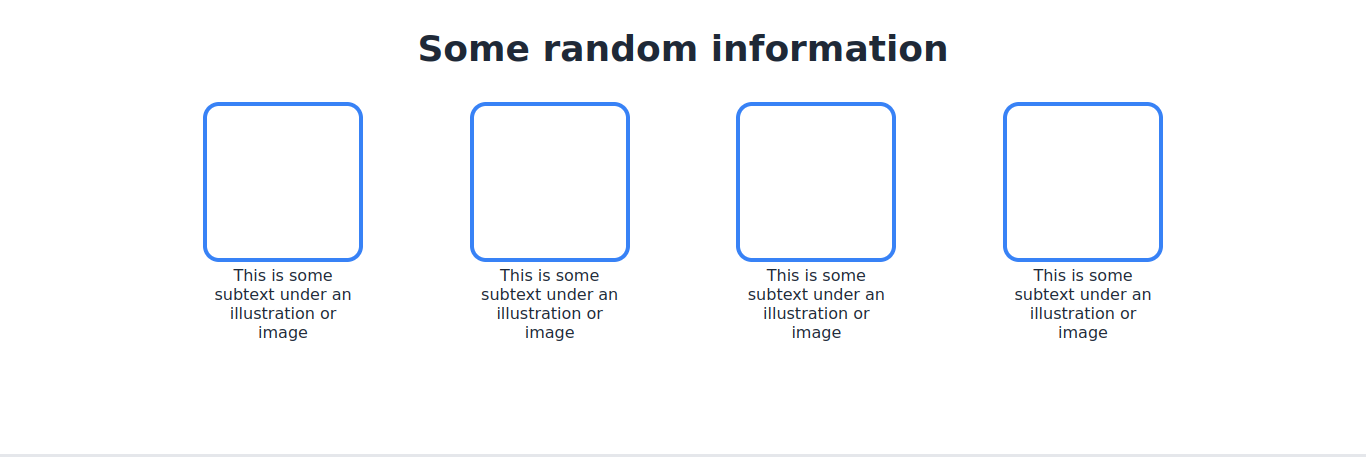 Some random information
This is some
subtext under an
illustration or
image
This is some
subtext under an
illustration or
image
This is some
subtext under an
illustration or
image
This is some
subtext under an
illustration or
image